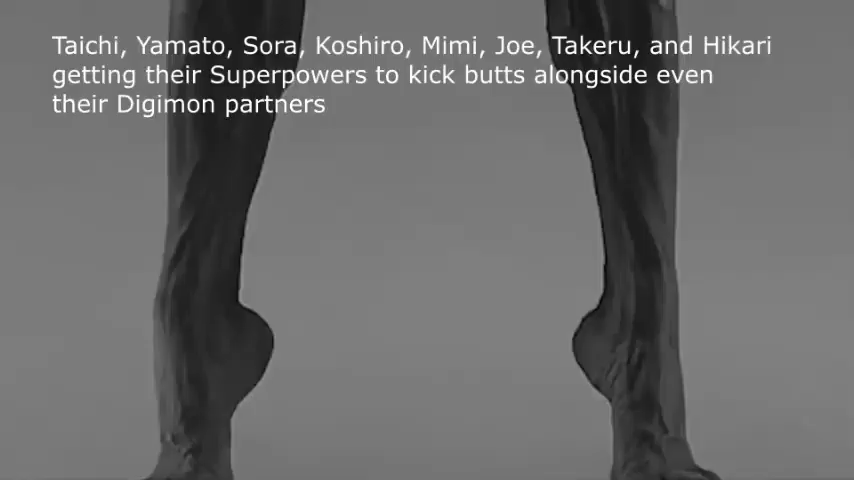 Taichi, Yamato, Sora, Koshiro, Mimi, Joe, Takeru, and Hikari
getting their Superpowers to kick butts alongside even
their Digimon partners